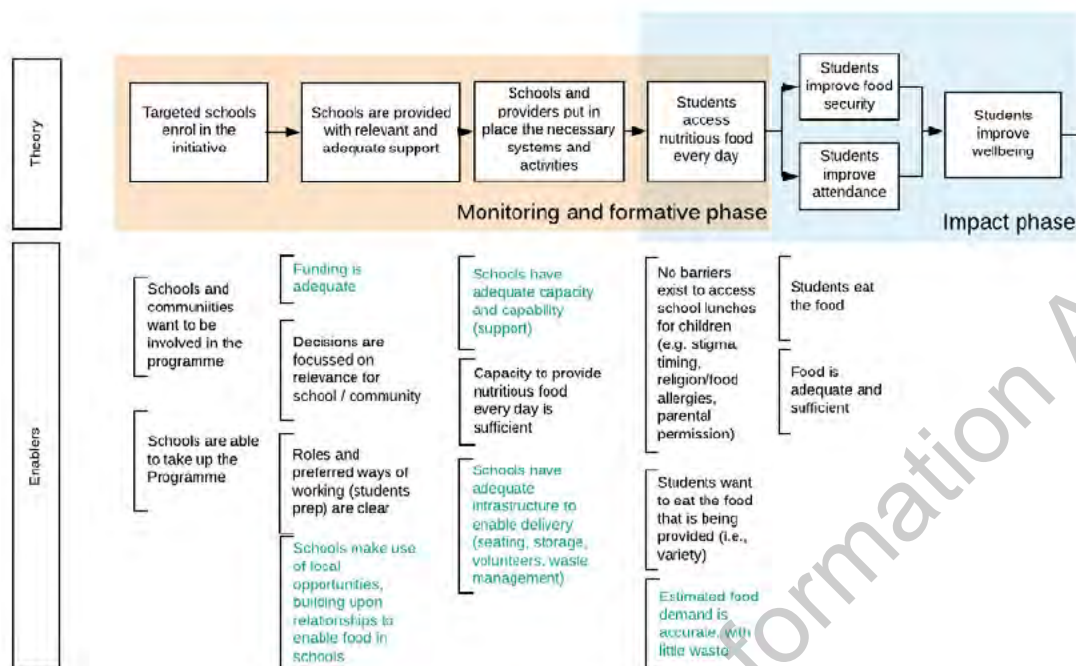 Theory
Targeted schools
enrol in the
initiative
Schools are provided
with relevant and
adequate support
Schools and
providers put in
place the necessary
systems and
activities
Students
access
nutritious food
every day
Students
improve food
security
Students
improve
attendance
Students
improve
wellbeing
Monitoring and formative phase
Impact phase
Enablers
Schools and
communiities
want to be
involved in the
programme
Schools are able
to take up the
Programme
Funding is
adequate
Decisions are
focussed on
relevance for
school / community
Roles and
preferred ways of
working (students
prep) are clear
Schools make use
of local
opportunities,
building upon
relationships to
enable food in
schools
Schools have
adequate capacity
and capability
(support)
Capacity to provide
nutritious food
every day is
sufficient
Schools have
adequate
intrastructure to
enable delivery
(seating, storage,
volunteers, waste
management)
No barriers
exist to access
school lunches
for children
(e.g. stigma
timing,
religion/food
allergies,
parental
permission)
Students want
to eat the food
that is being
provided (i.e.,
variety)
Estimated food
demand is
accurate, with
little waste
Students eat
the food
Food is
adequate and
sufficient
formation A